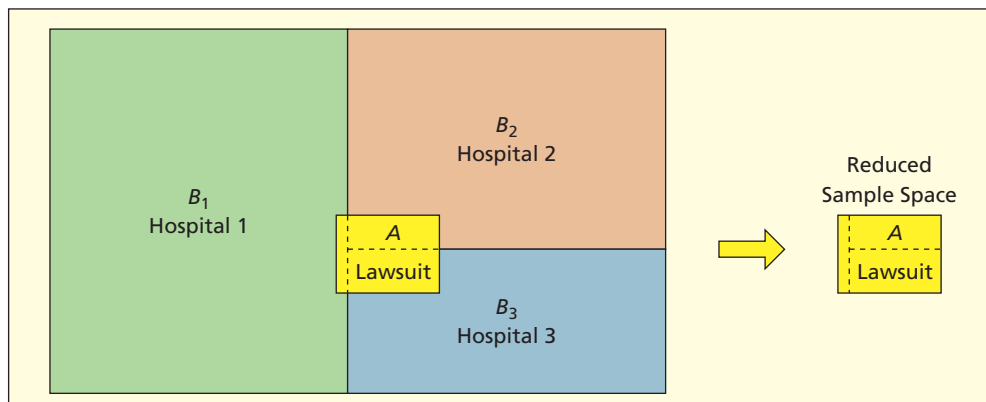 B₁
Hospital 1
B₂
Hospital 2
A
Lawsuit
B₃
Hospital 3
Reduced
Sample Space
A
Lawsuit